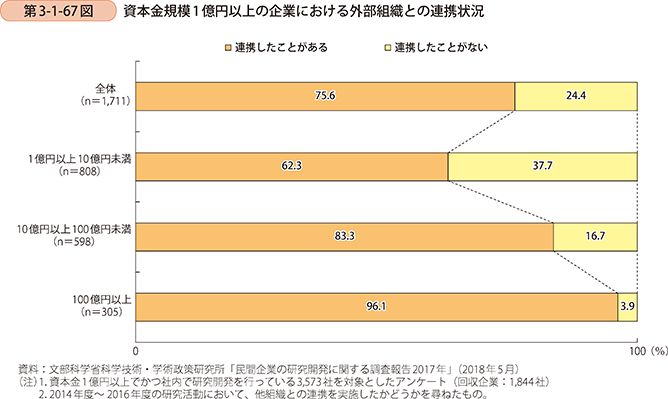 第3-1-67図 資本金規模1億円以上の企業における外部組織との連携状況
連携したことがある 連携したことがない
全体
(n=1,711)
75.6 24.4
1億円以上10億円未満
(n=808)
62.3 37.7
10億円以上100億円未満
(n=598)
83.3 16.7
100億円以上
(n=305)
96.1 3.9
0 100 (%)
資料:文部科学省科学技術・学術政策研究所「民間企業の研究開発に関する調査報告2017年」(2018年5月)
(注)1. 資本金1億円以上でかつ社内で研究開発を行っている3,573社を対象としたアンケート(回収企業:1,844社)
2. 2014年度~2016年度の研究活動において、他組織との連携を実施したかどうかを尋ねたもの。